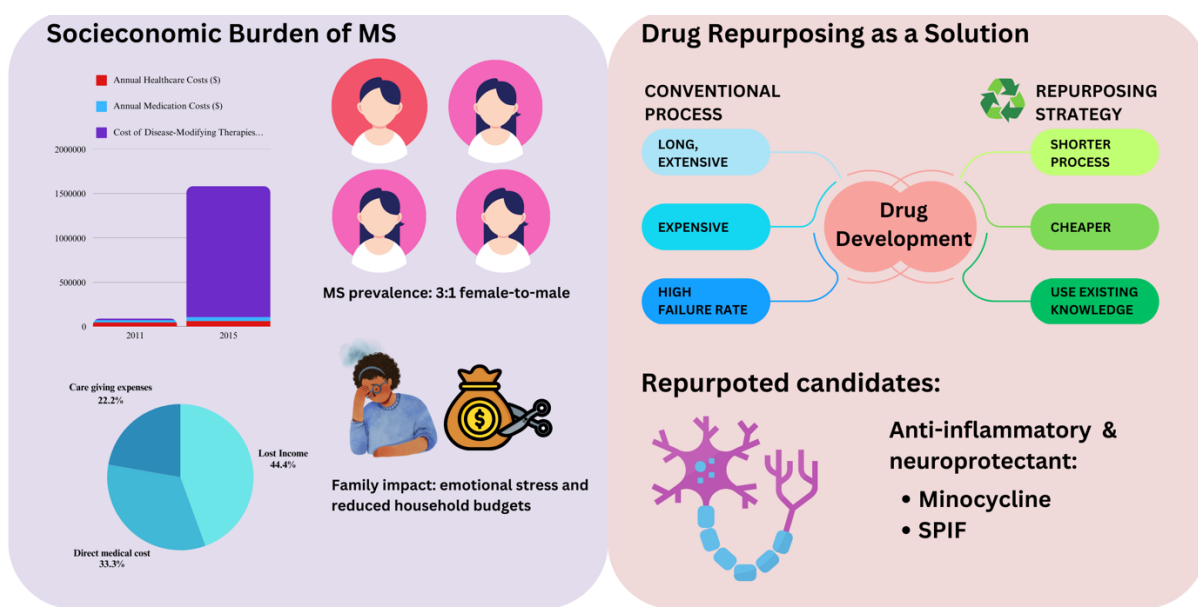 Socieconomic Burden of MS
Annual Healthcare Costs ($)
Annual Medication Costs ($)
Cost of Disease-Modifying Therapies...
2000000
1500000
1000000
500000
0
2011
2015
MS prevalence: 3:1 female-to-male
Care giving expenses
22.2%
Lost Income
44.4%
Direct medical cost
33.3%
$
Family impact: emotional stress and
reduced household budgets
Drug Repurposing as a Solution
CONVENTIONAL
PROCESS
LONG,
EXTENSIVE
EXPENSIVE
HIGH
FAILURE RATE
Drug
Development
REPURPOSING
STRATEGY
SHORTER
PROCESS
CHEAPER
USE EXISTING
KNOWLEDGE
Repurpoted candidates:
Anti-inflammatory &
neuroprotectant:
• Minocycline
• SPIF